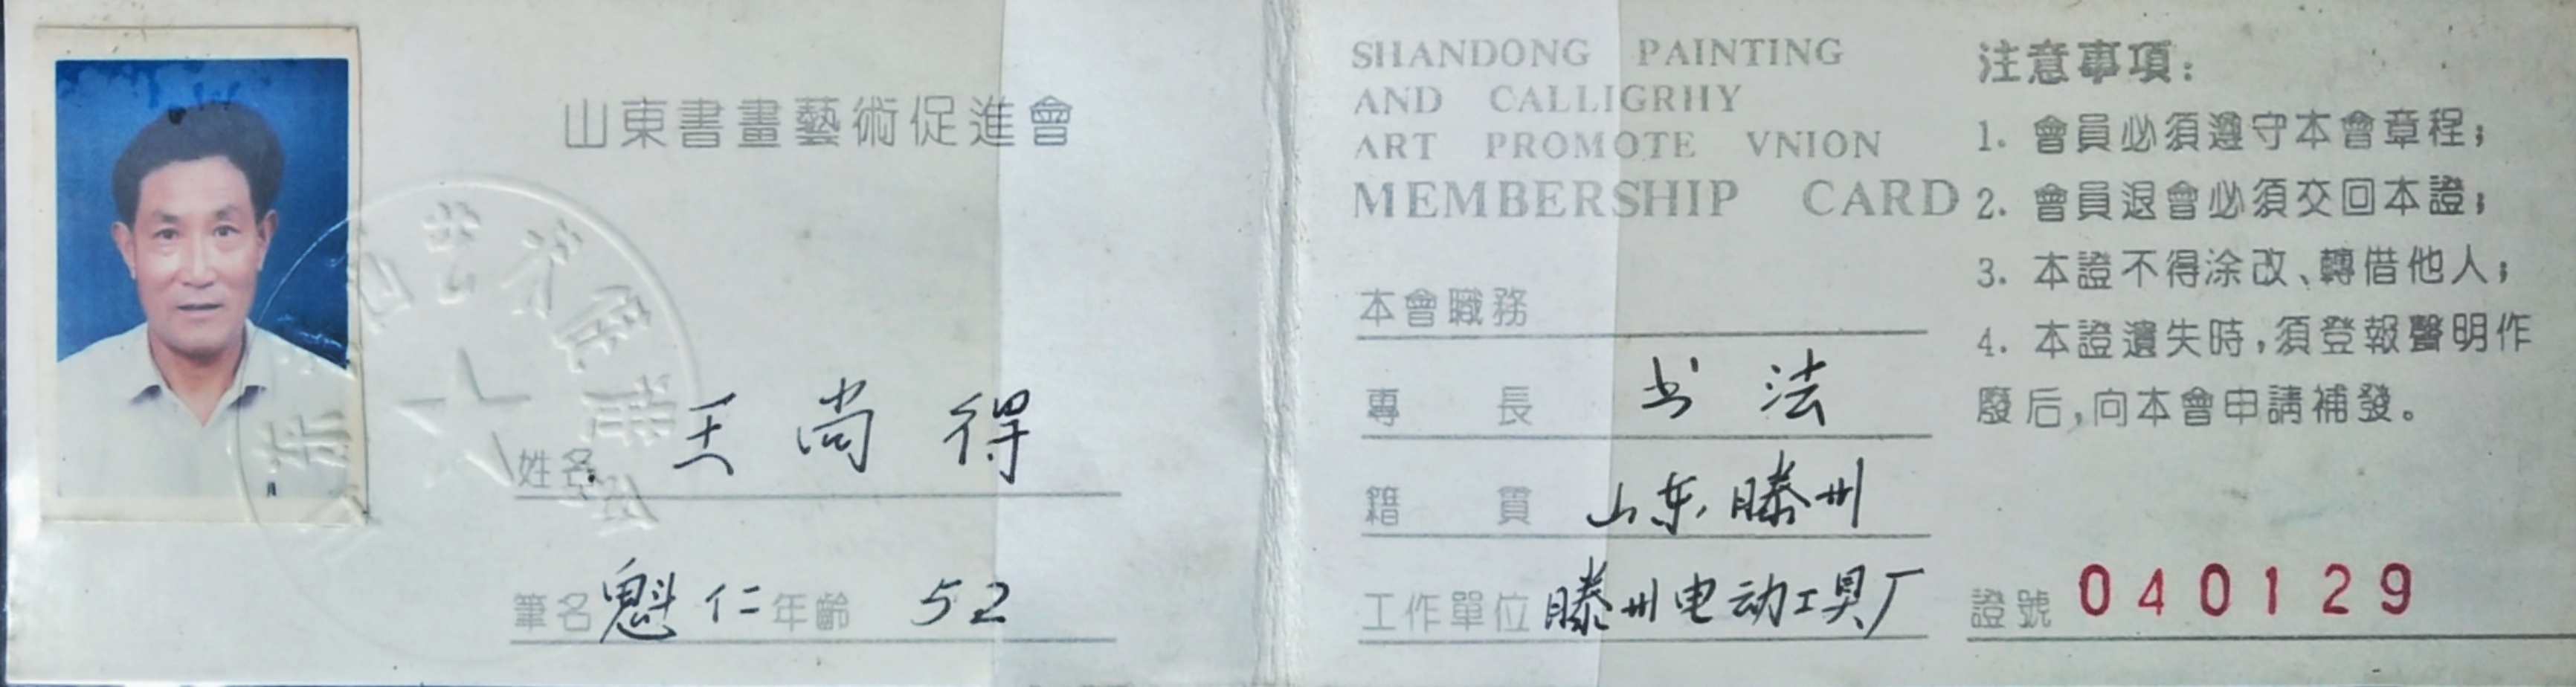 山東書畫藝術促進會
姓名 王尚得
筆名 魁仁 年齡 52
SHANDONG PAINTING
AND CALLIGRHY
ART PROMOTE VNION
MEMBERSHIP CARD
本會職務
專長 书法
籍貫 山东滕州
工作單位 滕州电动工具厂
注意事項:
1. 會員必須遵守本會章程;
2. 會員退會必須交回本證;
3. 本證不得涂改、轉借他人;
4. 本證遺失時,須登報聲明作
廢后,向本會申請補發。
證號 040129